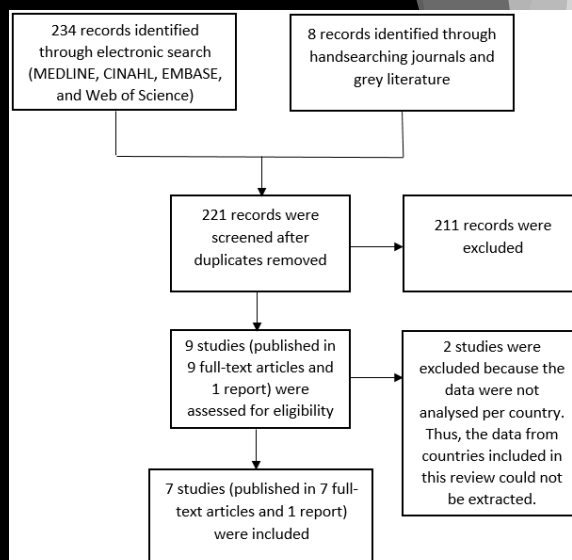 234 records identified
through electronic search
(MEDLINE, CINAHL, EMBASE,
and Web of Science)
8 records identified through
handsearching journals and
grey literature
221 records were
screened after
duplicates removed
211 records were
excluded
9 studies (published in
9 full-text articles and
1 report) were
assessed for eligibility
2 studies were
excluded because the
data were not
analysed per country.
Thus, the data from
countries included in
this review could not
be extracted.
7 studies (published in 7 full-
text articles and 1 report)
were included